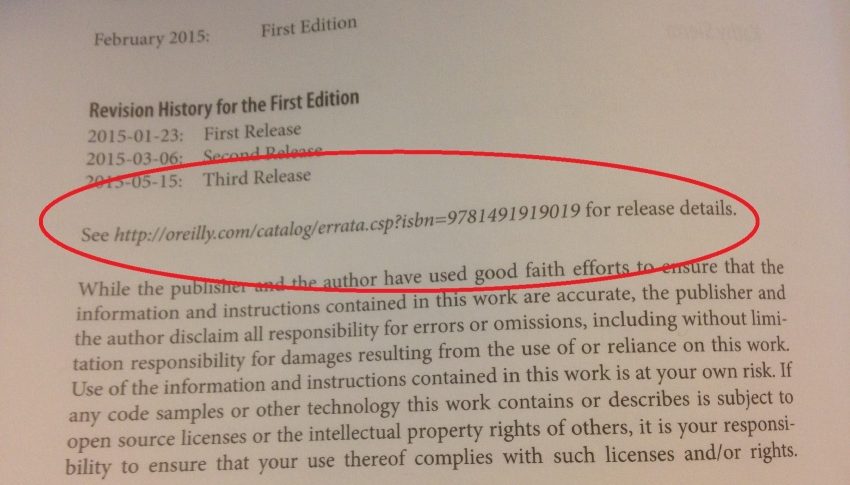 February 2015: First Edition
Revision History for the First Edition
2015-01-23: First Release
2015-03-06: Second Release
2015-05-15: Third Release
See http://oreilly.com/catalog/errata.csp?isbn=9781491919019 for release details.
While the publisher and the author have used good faith efforts to ensure that the
information and instructions contained in this work are accurate, the publisher and
the author disclaim all responsibility for errors or omissions, including without limi-
tation responsibility for damages resulting from the use of or reliance on this work.
Use of the information and instructions contained in this work is at your own risk. If
any code samples or other technology this work contains or describes is subject to
open source licenses or the intellectual property rights of others, it is your responsi-
bility to ensure that your use thereof complies with such licenses and/or rights.